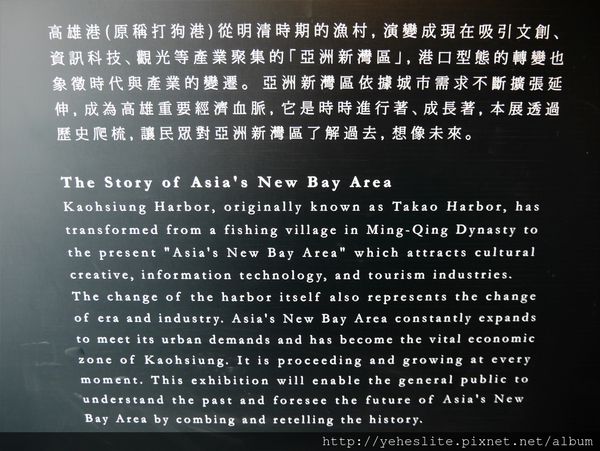 高雄港(原稱打狗港)從明清時期的漁村, 演變成現在吸引文創、
資訊科技、觀光等產業聚集的「亞洲新灣區」, 港口型態的轉變也
象徵時代與產業的變遷。亞洲新灣區依據城市需求不斷擴張延
伸, 成為高雄重要經濟血脈, 它是時時進行著、成長著, 本展透過
歷史爬梳, 讓民眾對亞洲新灣區了解過去, 想像未來。
The Story of Asia's New Bay Area
Kaohsiung Harbor, originally known as Takao Harbor, has
transformed from a fishing village in Ming-Qing Dynasty to
the present "Asia's New Bay Area" which attracts cultural
creative, information technology, and tourism industries.
The change of the harbor itself also represents the change
of era and industry. Asia's New Bay Area constantly expands
to meet its urban demands and has become the vital economic
zone of Kaohsiung. It is proceeding and growing at every
moment. This exhibition will enable the general public to
understand the past and foresee the future of Asia's New
Bay Area by combing and retelling the history.
http://yeheslite.pixnet.net/album